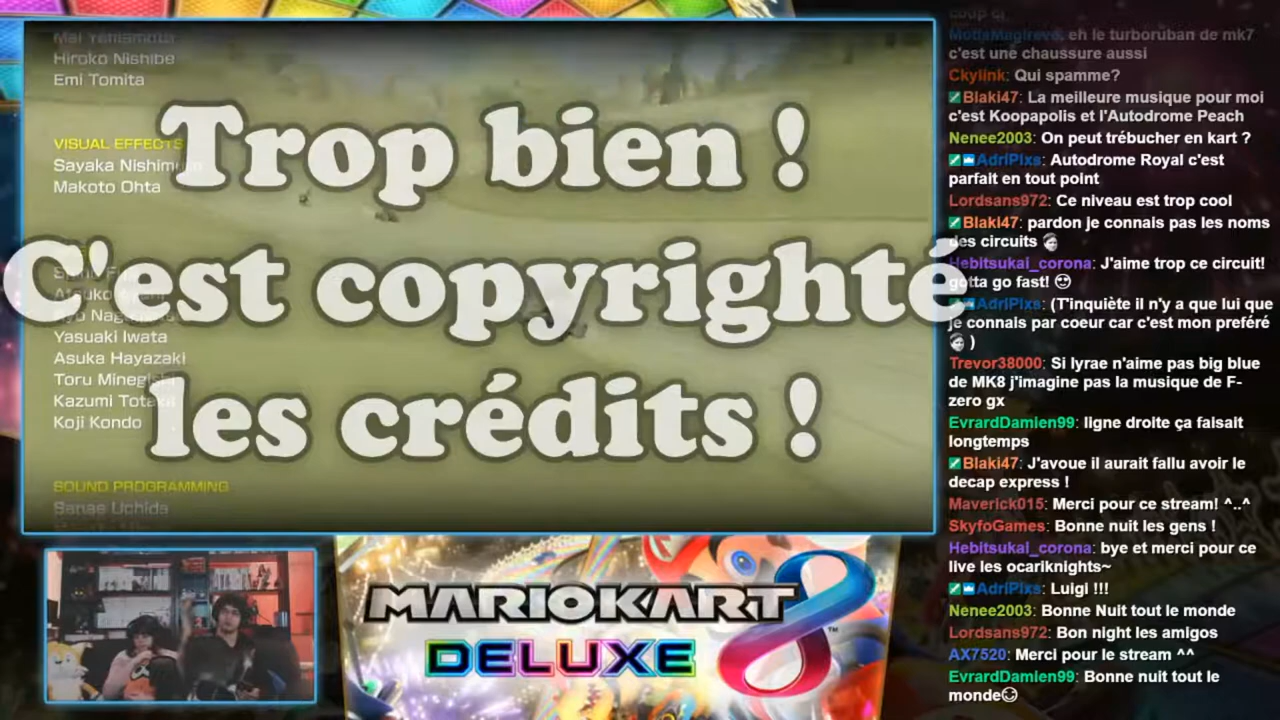 Hiroko Nishibe
Emi Tomita
VISUAL EFFECTS
Sayaka Nishimura
Makoto Ohta
Yasuaki Iwata
Asuka Hayazaki
Toru Minegishi
Kazumi Totaka
Koji Kondo
SOUND PROGRAMMING
Sanae Uchida
Trop bien !
C'est copyrighté
les crédits !
MARIOKART 8
DELUXE
TM
coup ci
eh le turboruban de mk7
c'est une chaussure aussi
Ckylink: Qui spamme?
Blaki47: La meilleure musique pour moi
c'est Koopapolis et l'Autodrome Peach
Nenee2003: On peut trébucher en kart ?
AdriPixs: Autodrome Royal c'est
parfait en tout point
Lordsans972: Ce niveau est trop cool
Blaki47: pardon je connais pas les noms
des circuits
Hebitsukai_corona: J'aime trop ce circuit!
gotta go fast!
AdriPixs: (T'inquiète il n'y a que lui que
je connais par coeur car c'est mon preferé
)
Trevor38000: Si lyrae n'aime pas big blue
de MK8 j'imagine pas la musique de F-
zero gx
EvrardDamien99: ligne droite ça faisait
longtemps
Blaki47: J'avoue il aurait fallu avoir le
decap express !
Maverick015: Merci pour ce stream! ^..^
SkyfoGames: Bonne nuit les gens !
Hebitsukai_corona: bye et merci pour ce
live les ocariknights~
AdriPixs: Luigi !!!
Nenee2003: Bonne Nuit tout le monde
Lordsans972: Bon night les amigos
AX7520: Merci pour le stream ^^
EvrardDamien99: Bonne nuit tout le
monde